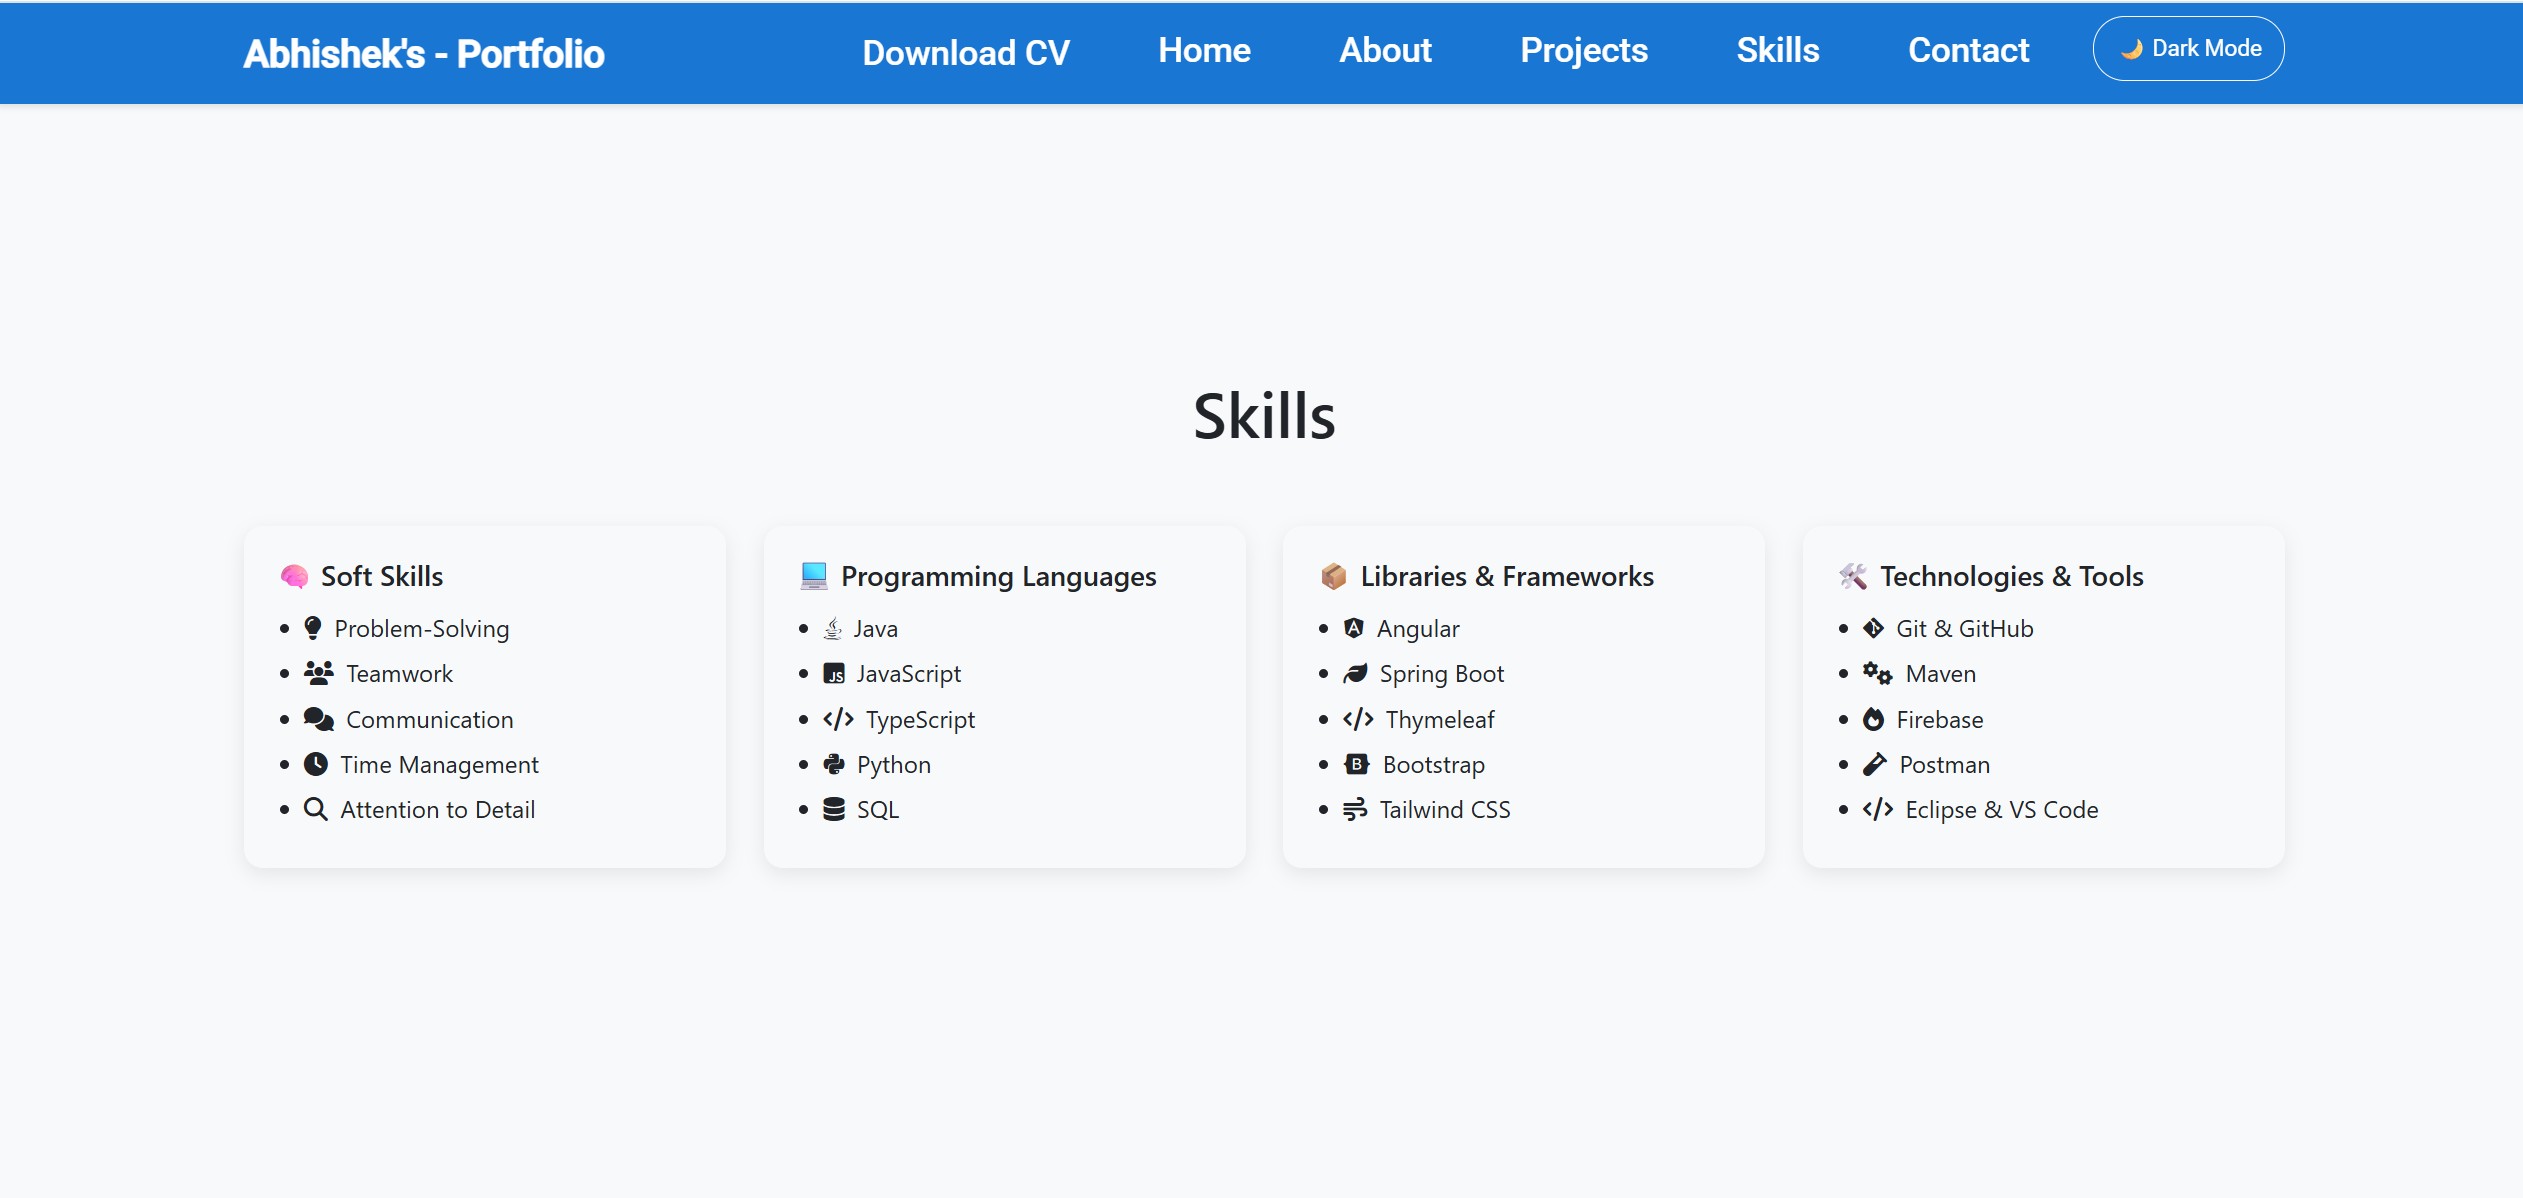 Abhishek's - Portfolio
Download CV
Home
About
Projects
Skills
Contact
🌙 Dark Mode
Skills
🧠 Soft Skills
Problem-Solving
Teamwork
Communication
Time Management
Attention to Detail
💻 Programming Languages
Java
JavaScript
TypeScript
Python
SQL
📦 Libraries & Frameworks
Angular
Spring Boot
Thymeleaf
Bootstrap
Tailwind CSS
🛠️ Technologies & Tools
Git & GitHub
Maven
Firebase
Postman
Eclipse & VS Code